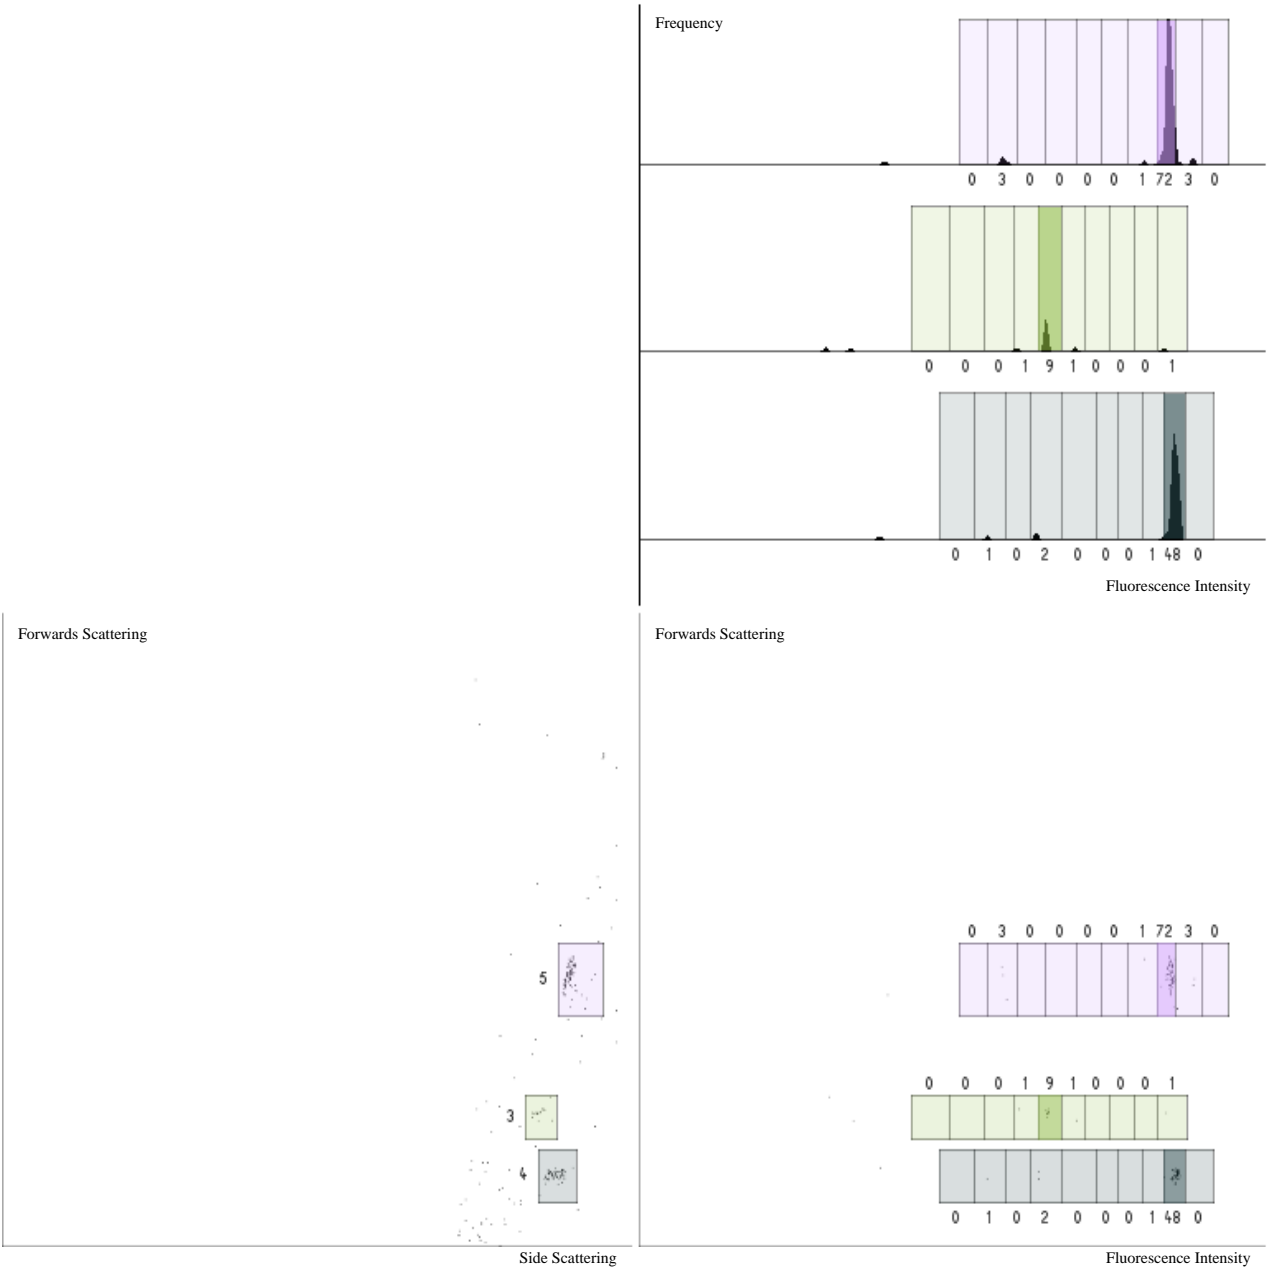 Frequency
0 3 0 0 0 0 1 72 3 0
0 0 0 1 9 1 0 0 0 1
0 1 0 2 0 0 0 1 48 0
Fluorescence Intensity
Forwards Scattering
5
3
4
Side Scattering
Forwards Scattering
0 3 0 0 0 0 1 72 3 0
0 0 0 1 9 1 0 0 0 1
0 1 0 2 0 0 0 1 48 0
Fluorescence Intensity